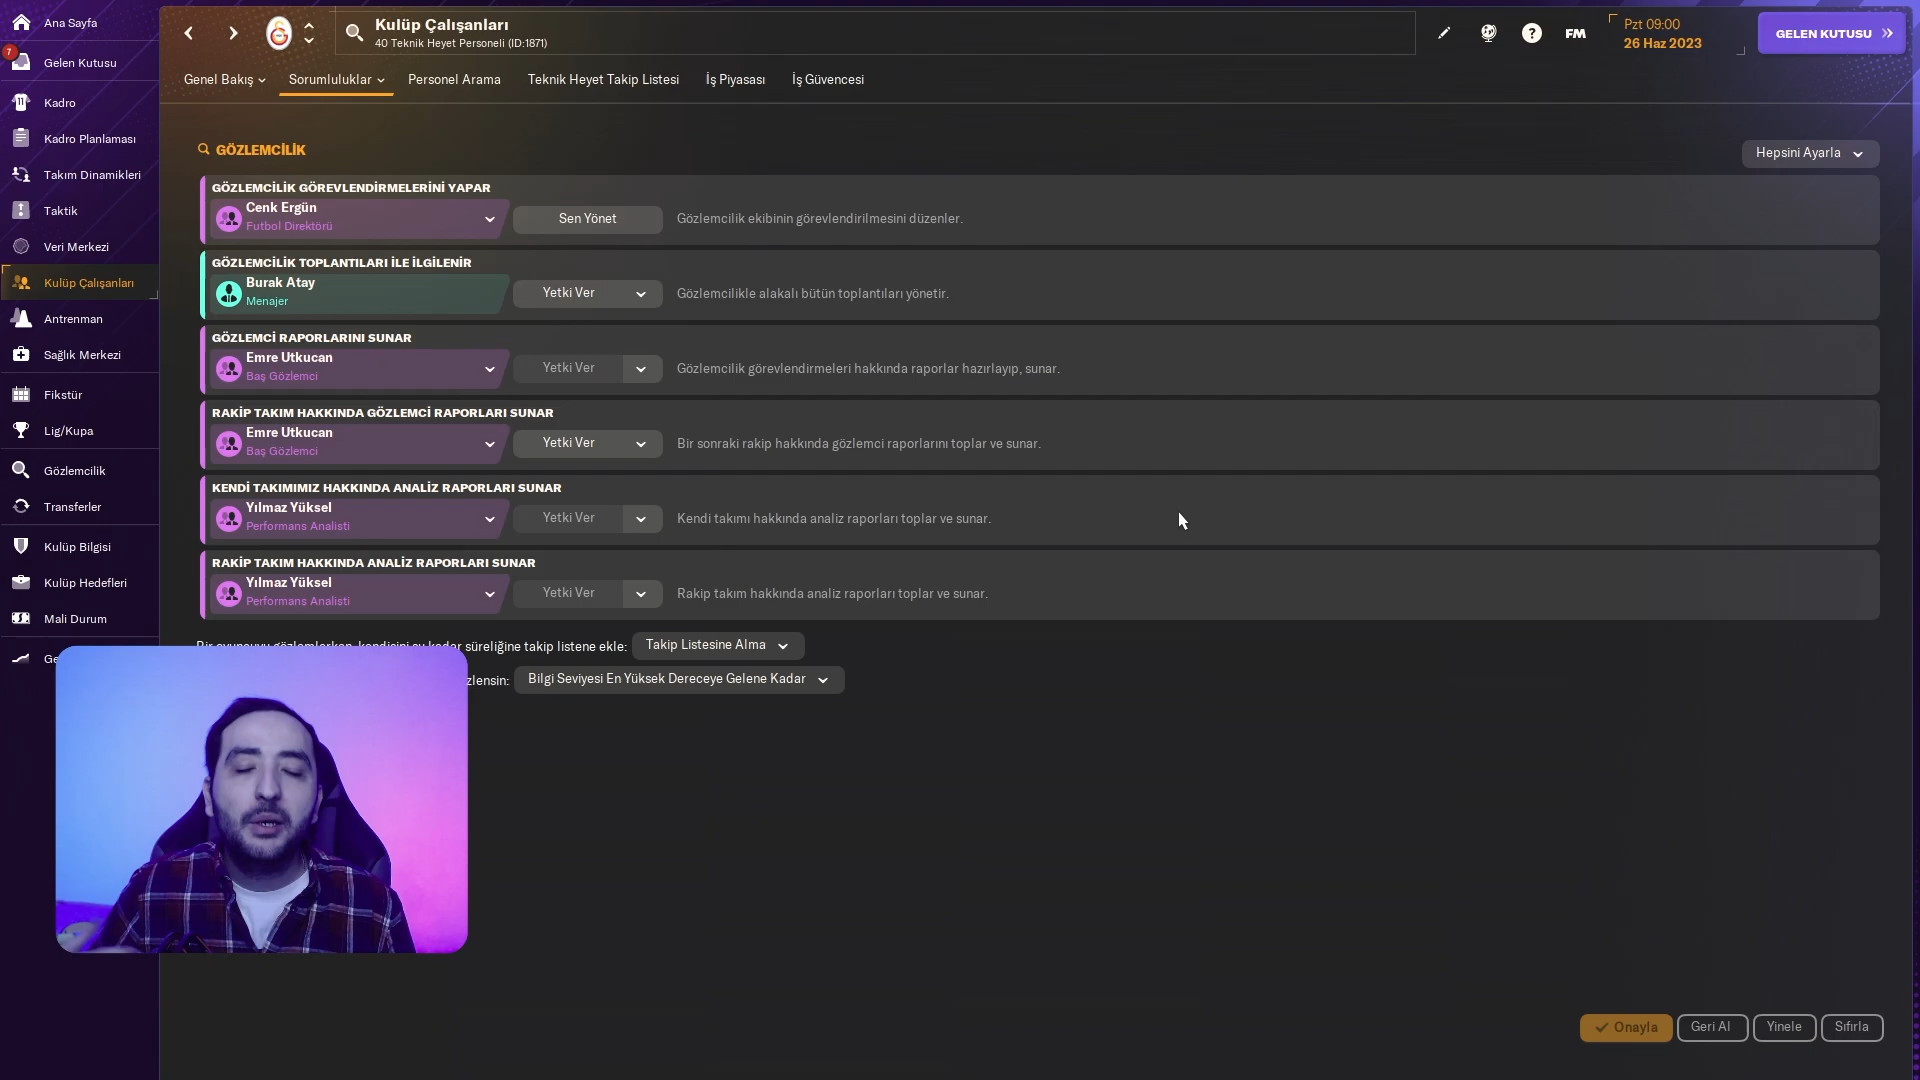 Ana Sayfa
7
Gelen Kutusu
Kadro
Kadro Planlaması
Takım Dinamikleri
Taktik
Veri Merkezi
Kulüp Çalışanları
Antrenman
Sağlık Merkezi
Fikstür
Lig/Kupa
Gözlemcilik
Transferler
Kulüp Bilgisi
Kulüp Hedefleri
Mali Durum
Kulüp Çalışanları
40 Teknik Heyet Personeli (ID:1871)
FM
Pzt 09:00
26 Haz 2023
GELEN KUTUSU
Genel Bakış Sorumluluklar Personel Arama Teknik Heyet Takip Listesi İş Piyasası İş Güvencesi
GÖZLEMCİLİK
Hepsini Ayarla
GÖZLEMCİLİK GÖREVLENDİRMELERİNİ YAPAR
Cenk Ergün
Futbol Direktörü
Sen Yönet
Gözlemcilik ekibinin görevlendirilmesini düzenler.
GÖZLEMCİLİK TOPLANTILARI İLE İLGİLENİR
Burak Atay
Menajer
Yetki Ver
Gözlemcilikle alakalı bütün toplantıları yönetir.
GÖZLEMCİ RAPORLARINI SUNAR
Emre Utkucan
Baş Gözlemci
Yetki Ver
Gözlemcilik görevlendirmeleri hakkında raporlar hazırlayıp, sunar.
RAKİP TAKIM HAKKINDA GÖZLEMCİ RAPORLARI SUNAR
Emre Utkucan
Baş Gözlemci
Yetki Ver
Bir sonraki rakip hakkında gözlemci raporlarını toplar ve sunar.
KENDİ TAKIMIMIZ HAKKINDA ANALİZ RAPORLARI SUNAR
Yılmaz Yüksel
Performans Analisti
Yetki Ver
Kendi takımı hakkında analiz raporları toplar ve sunar.
RAKİP TAKIM HAKKINDA ANALİZ RAPORLARI SUNAR
Yılmaz Yüksel
Performans Analisti
Yetki Ver
Rakip takım hakkında analiz raporları toplar ve sunar.
süreliğine takip listene ekle: Takip Listesine Alma
zlensin: Bilgi Seviyesi En Yüksek Dereceye Gelene Kadar
Onayla Geri Al Yinele Sıfırla